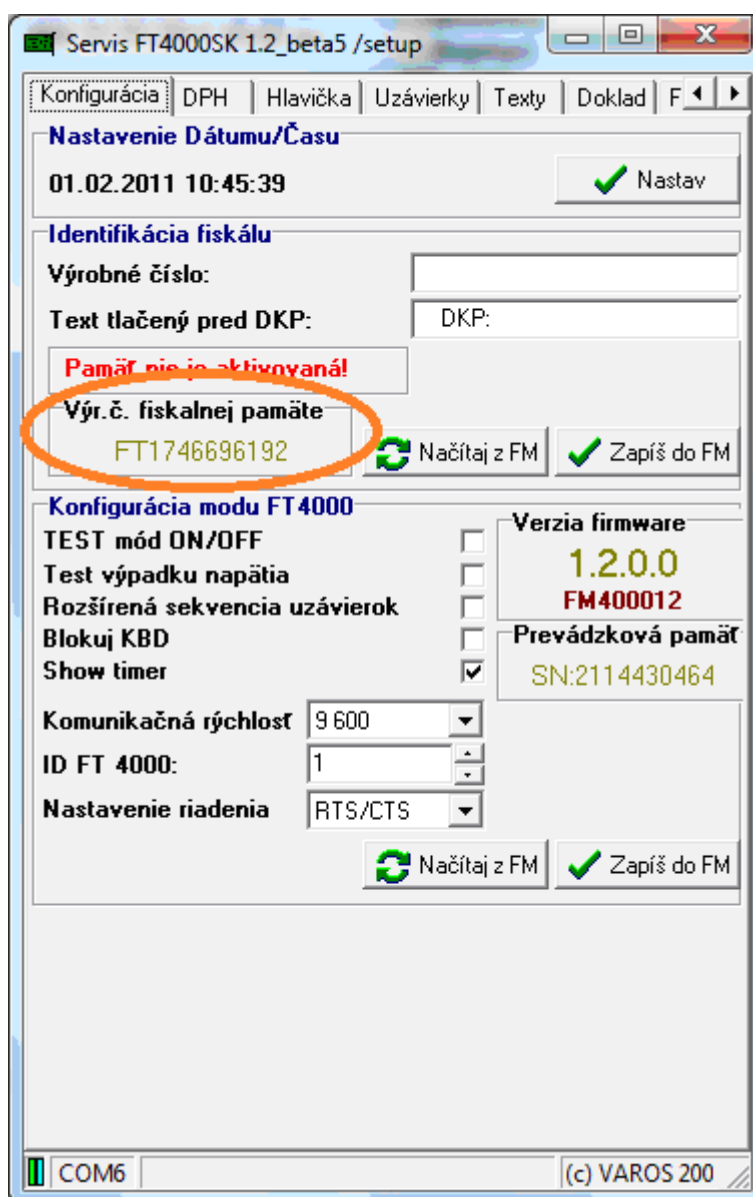 Servis FT4000SK 1.2_beta5 /setup
Konfigurácia DPH Hlavička Uzávierky Texty Doklad F
Nastavenie Dátumu/Času
01.02.2011 10:45:39 Nastav
Identifikácia fiskálu
Výrobné číslo:
Text tlačený pred DKP: DKP:
Pamäť nie je aktivovaná!
Výr.č. fiskalnej pamäte
FT1746696192 Načítaj z FM Zapíš do FM
Konfigurácia modu FT4000
TEST mód ON/OFF
Test výpadku napätia
Rozšírená sekvencia uzávierok
Blokuj KBD
Show timer
Verzia firmware
1.2.0.0
FM400012
Prevádzková pamäť
SN:2114430464
Komunikačná rýchlosť 9 600
ID FT 4000: 1
Nastavenie riadenia RTS/CTS
Načítaj z FM Zapíš do FM
COM6 (c) VAROS 200